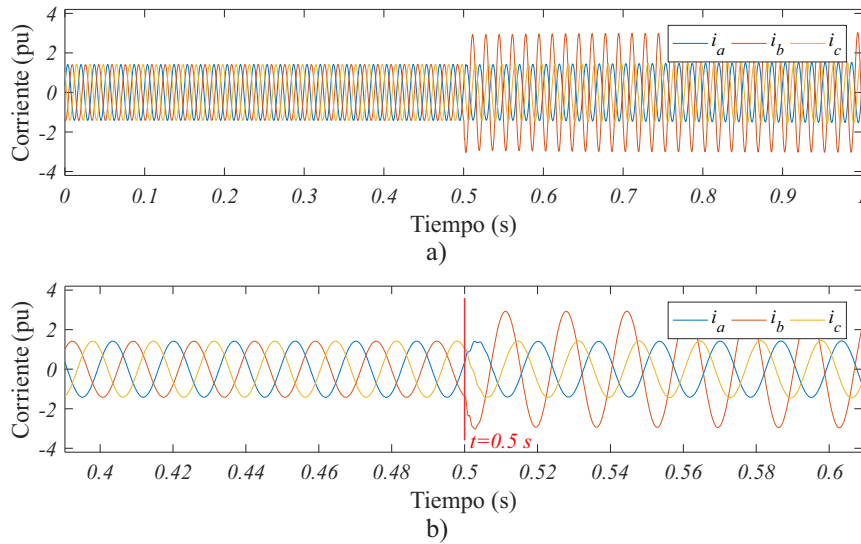 4
2
0
-2
-4
Corriente (pu)
i_a i_b i_c
0 0.1 0.2 0.3 0.4 0.5 0.6 0.7 0.8 0.9 1
Tiempo (s)
a)
4
2
0
-2
-4
Corriente (pu)
i_a i_b i_c
t=0.5 s
0.4 0.42 0.44 0.46 0.48 0.5 0.52 0.54 0.56 0.58 0.6
Tiempo (s)
b)